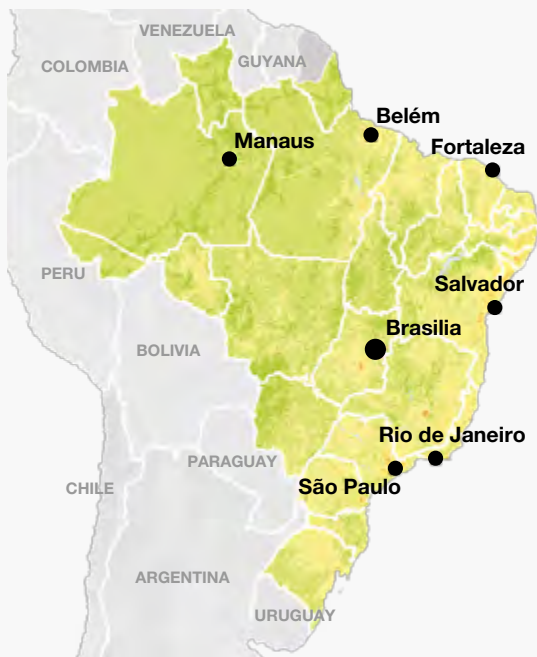 VENEZUELA
COLOMBIA
GUYANA
Belém
Manaus
Fortaleza
PERU
Salvador
Brasilia
BOLIVIA
Rio de Janeiro
PARAGUAY
São Paulo
CHILE
ARGENTINA
URUGUAY